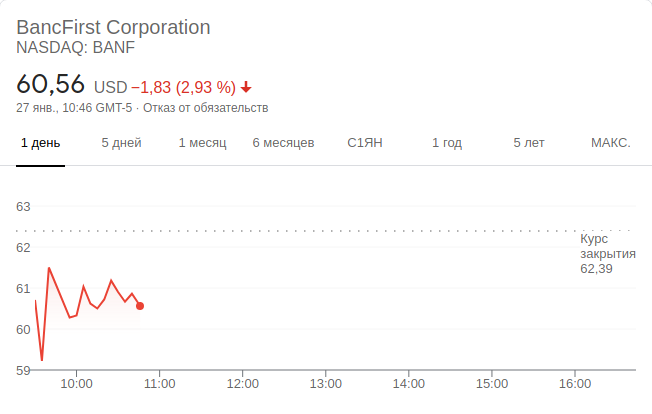 BancFirst Corporation
NASDAQ: BANF
60,56 USD −1,83 (2,93 %)
27 янв., 10:46 GMT-5 · Отказ от обязательств
1 день 5 дней 1 месяц 6 месяцев С1ЯН 1 год 5 лет МАКС.
63
62
61
60
59
Курс
закрытия
62,39
10:00 11:00 12:00 13:00 14:00 15:00 16:00